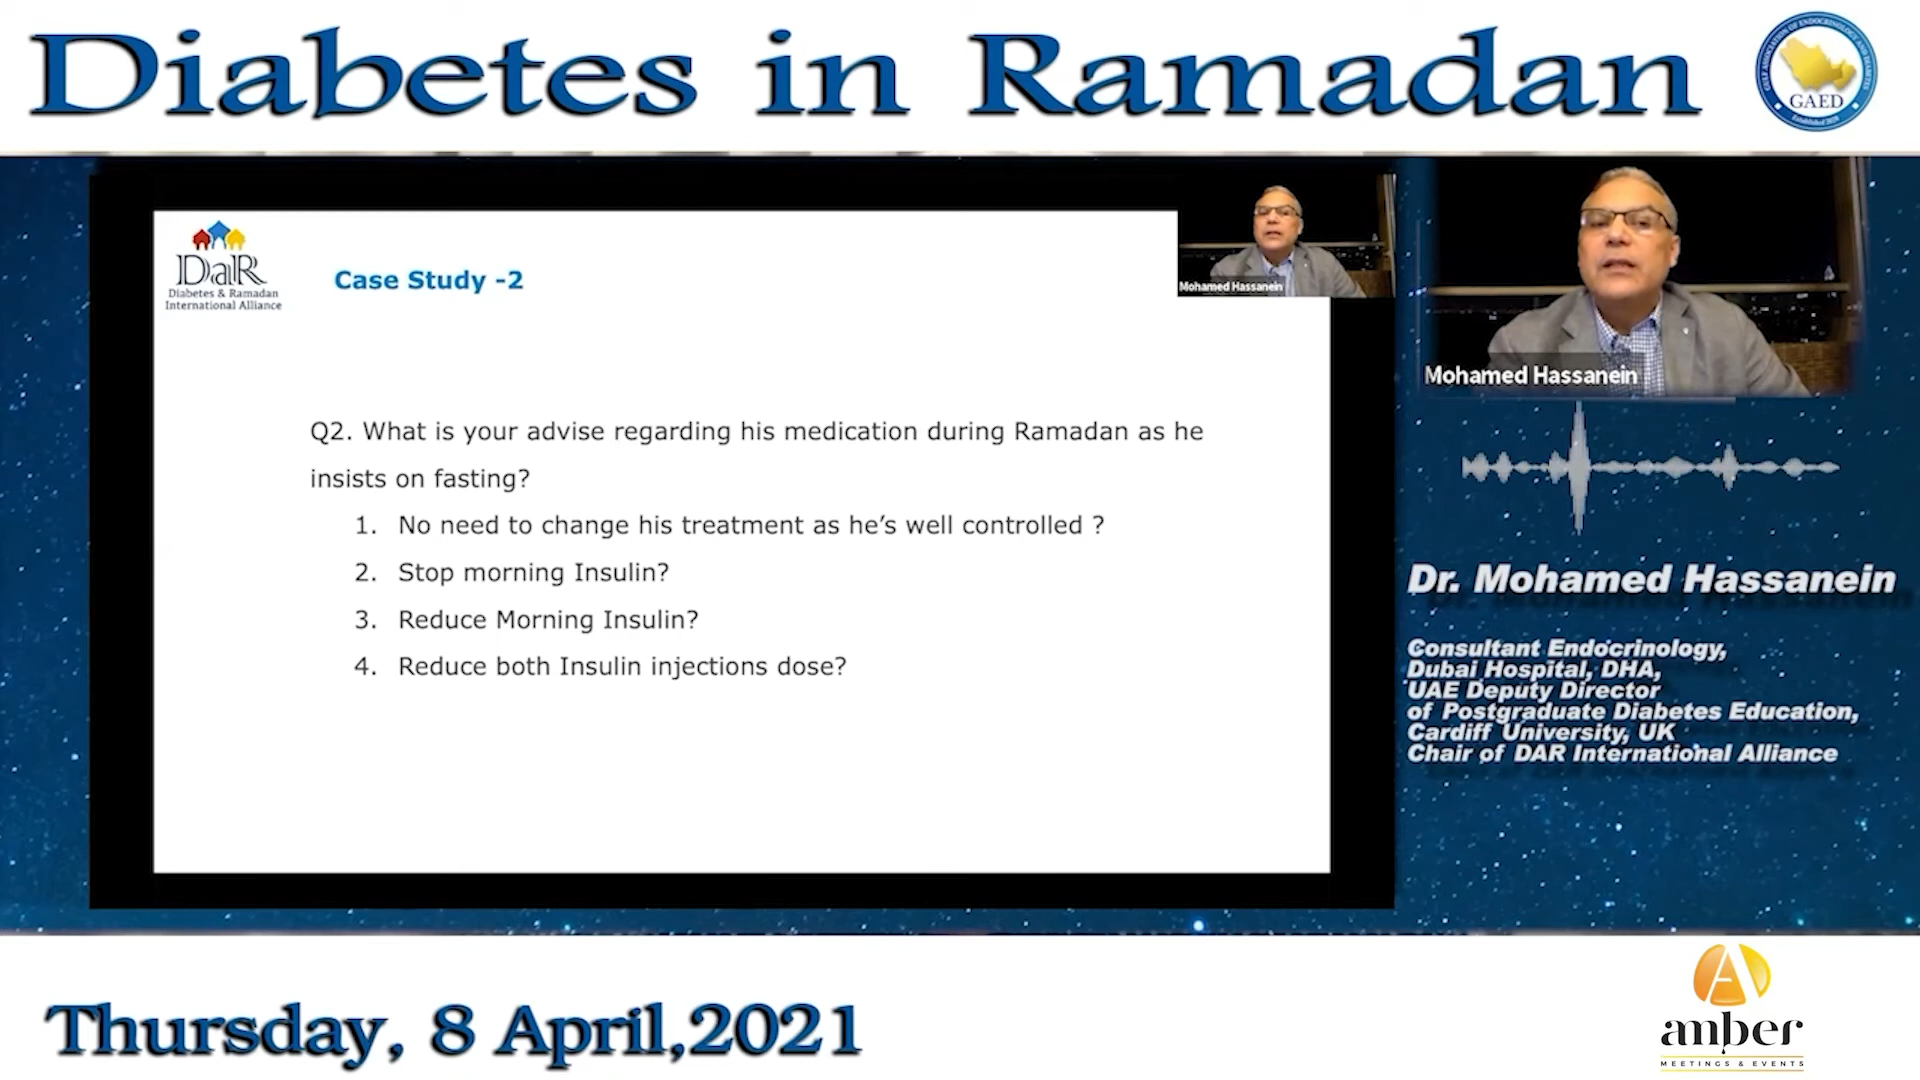 Diabetes in Ramadan
GAED
DaR
Diabetes & Ramadan
International Alliance
Case Study -2
Mohamed Hassanein
Mohamed Hassanein
Q2. What is your advise regarding his medication during Ramadan as he
insists on fasting?
1. No need to change his treatment as he’s well controlled ?
2. Stop morning Insulin?
3. Reduce Morning Insulin?
4. Reduce both Insulin injections dose?
Dr. Mohamed Hassanein
Consultant Endocrinology,
Dubai Hospital, DHA,
UAE Deputy Director
of Postgraduate Diabetes Education,
Cardiff University, UK
Chair of DAR International Alliance
Thursday, 8 April,2021
amber
MEETINGS & EVENTS